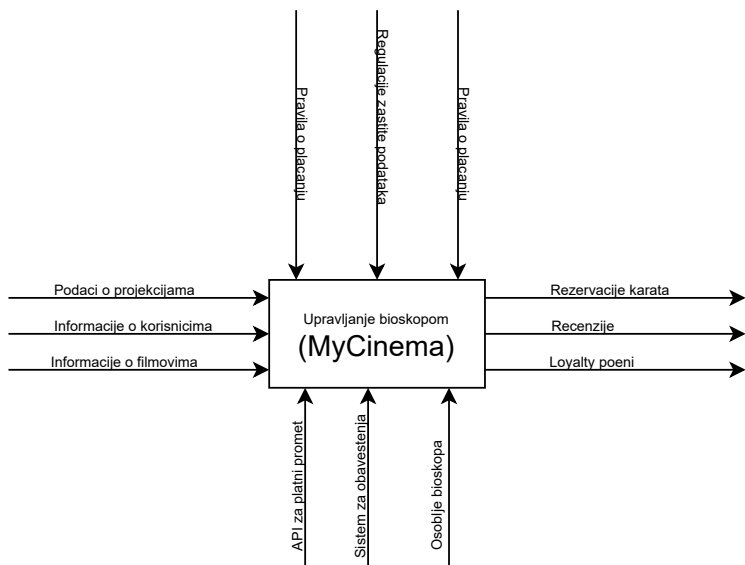 Pravila o placanju
Regulacije zastite podataka
Pravila o placanju
Podaci o projekcijama
Informacije o korisnicima
Informacije o filmovima
Upravljanje bioskopom
(MyCinema)
Rezervacije karata
Recenzije
Loyalty poeni
API za platni promet
Sistem za obavestenja
Osoblje bioskopa